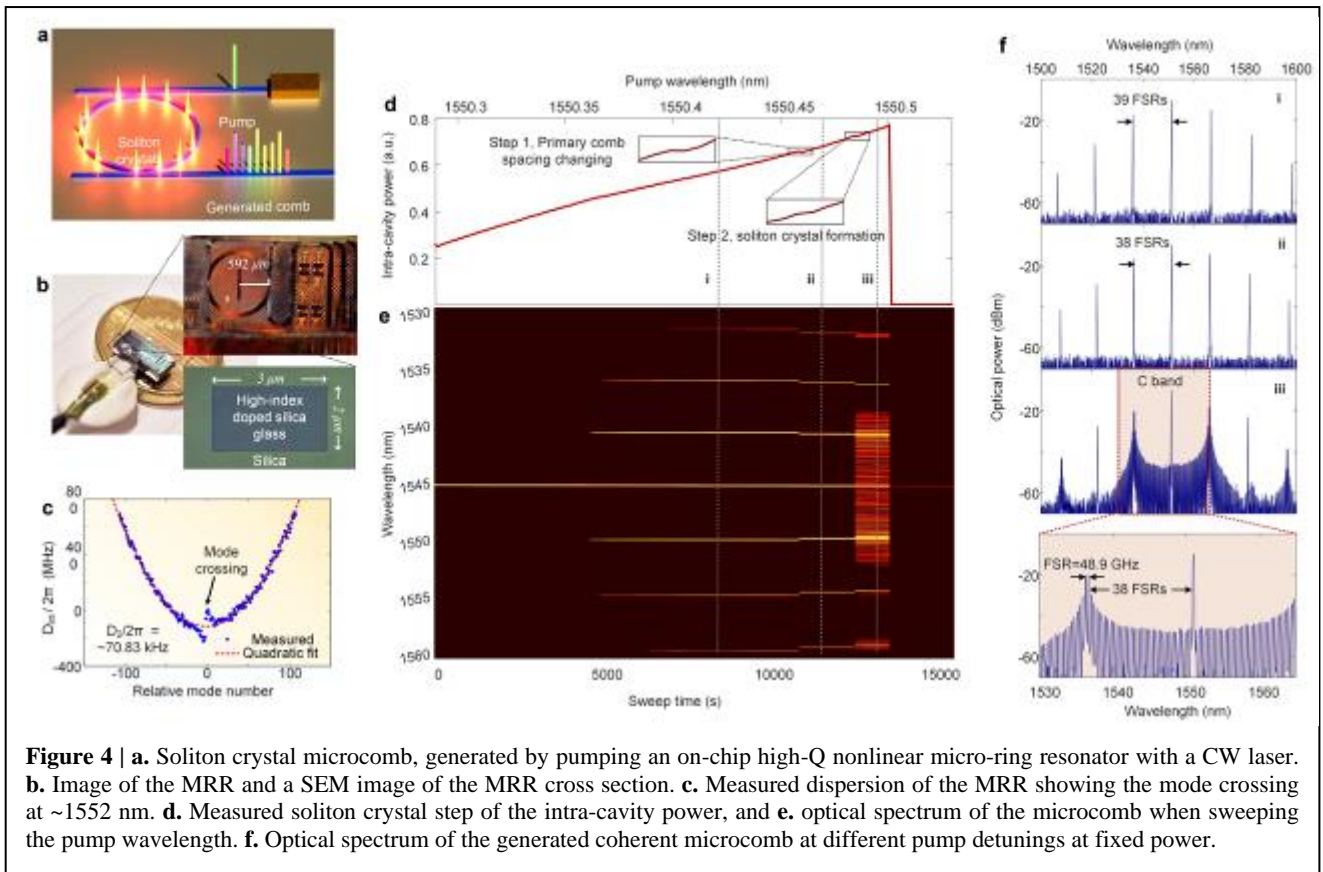 a
Pump
Soliton
crystal
Generated comb
b
592 μm
3 μm
2 μm
High-index
doped silica
glass
Silica
c
80
0
40
0
0
-400
D_int / 2π (MHz)
Mode
crossing
D₂/2π =
~70.83 kHz
Measured
Quadratic fit
-100
0
100
Relative mode number
d
Pump wavelength (nm)
1550.3
1550.35
1550.4
1550.45
1550.5
Intra-cavity power (a.u.)
0.8
0.6
0.4
0.2
Step 1, Primary comb
spacing changing
Step 2, soliton crystal formation
i
ii
iii
e
Wavelength (nm)
1530
1535
1540
1545
1550
1555
1560
0
5000
10000
15000
Sweep time (s)
f
Wavelength (nm)
1500
1520
1540
1560
1580
1600
Optical power (dBm)
i
39 FSRs
-20
-60
ii
38 FSRs
-20
-60
C band
iii
-20
-60
FSR=48.9 GHz
38 FSRs
-20
-60
1530
1540
1550
1560
Wavelength (nm)
Figure 4 | a. Soliton crystal microcomb, generated by pumping an on-chip high-Q nonlinear micro-ring resonator with a CW laser.
b. Image of the MRR and a SEM image of the MRR cross section. c. Measured dispersion of the MRR showing the mode crossing
at ~1552 nm. d. Measured soliton crystal step of the intra-cavity power, and e. optical spectrum of the microcomb when sweeping
the pump wavelength. f. Optical spectrum of the generated coherent microcomb at different pump detunings at fixed power.